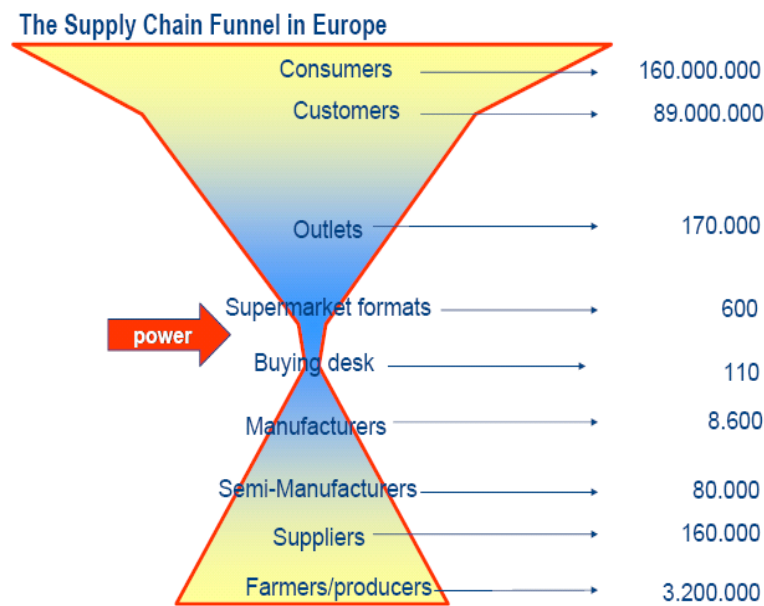 The Supply Chain Funnel in Europe
Consumers 160.000.000
Customers 89.000.000
Outlets 170.000
Supermarket formats 600
power
Buying desk 110
Manufacturers 8.600
Semi-Manufacturers 80.000
Suppliers 160.000
Farmers/producers 3.200.000